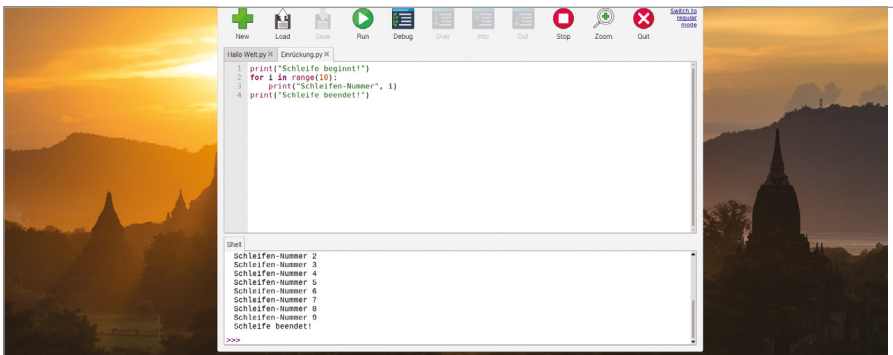 Switch to
regular
mode
New Load Save Run Debug Over Into Out Stop Zoom Quit
Hallo Welt.py × Einrückung.py ×
1 print("Schleife beginnt!")
2 for i in range(10):
3     print("Schleifen-Nummer", i)
4 print("Schleife beendet!")
Shell
Schleifen-Nummer 2
Schleifen-Nummer 3
Schleifen-Nummer 4
Schleifen-Nummer 5
Schleifen-Nummer 6
Schleifen-Nummer 7
Schleifen-Nummer 8
Schleifen-Nummer 9
Schleife beendet!
>>>